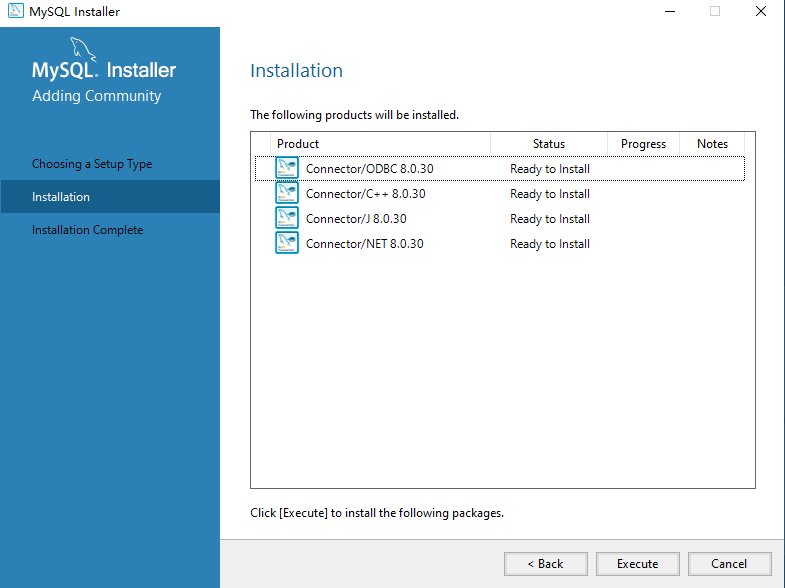 MySQL Installer
MySQL. Installer
Adding Community
Choosing a Setup Type
Installation
Installation Complete
Installation
The following products will be installed.
Product Status Progress Notes
Connector/ODBC 8.0.30 Ready to Install
Connector/C++ 8.0.30 Ready to Install
Connector/J 8.0.30 Ready to Install
Connector/NET 8.0.30 Ready to Install
Click [Execute] to install the following packages.
< Back Execute Cancel